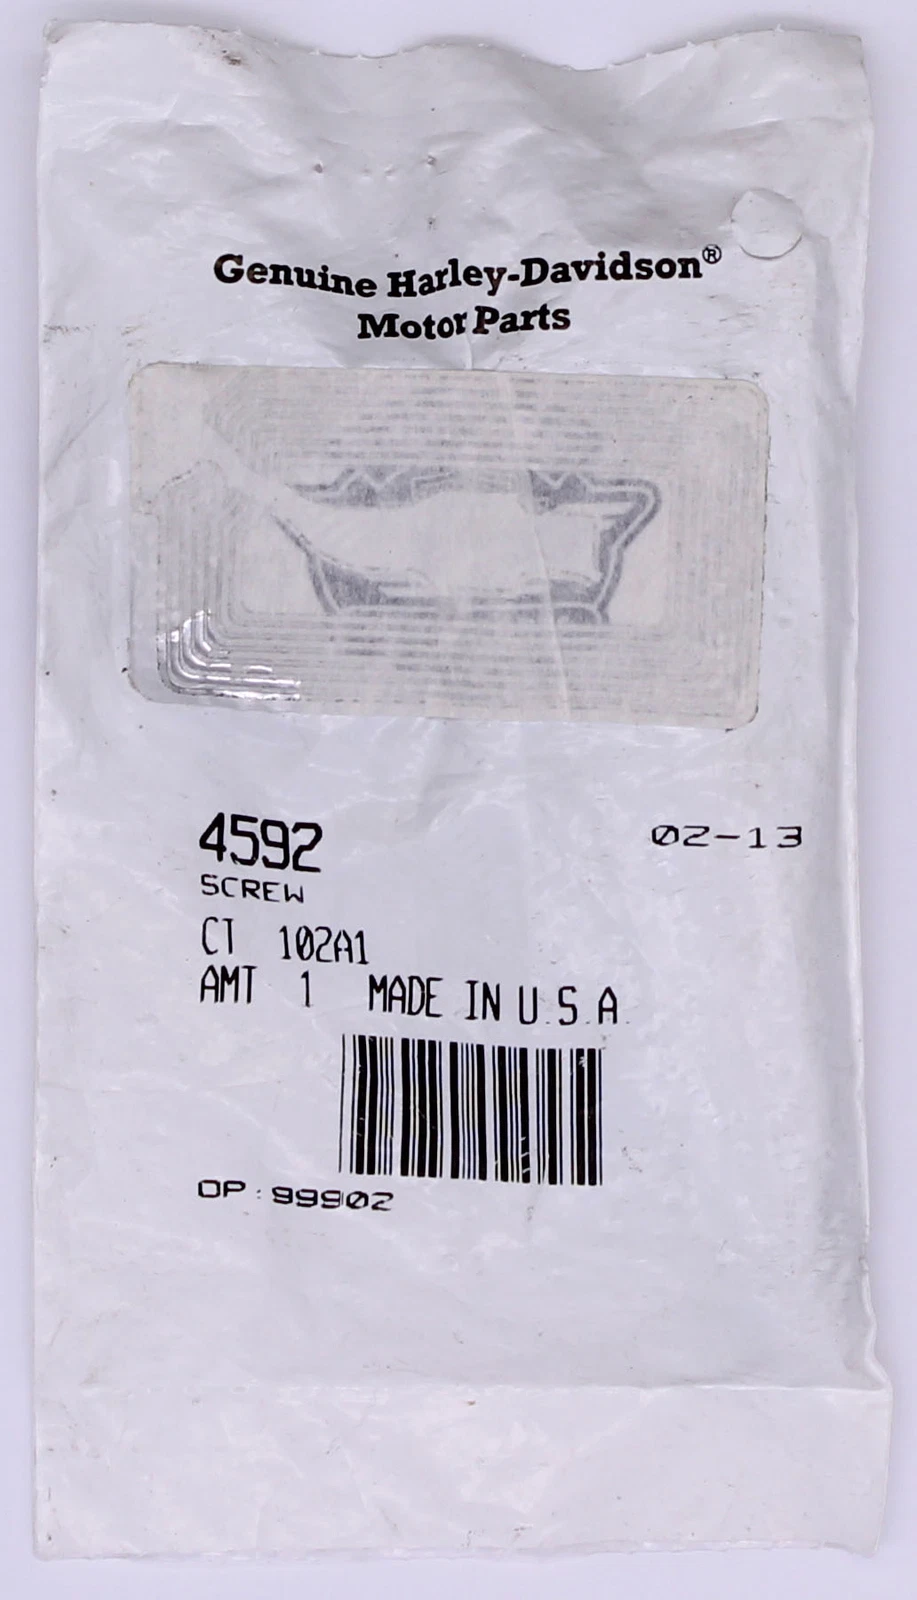 Genuine Harley-Davidson®
Motor Parts
4592
02-13
SCREW
CT 102A1
AMT 1 MADE IN U.S.A.
OP:99902